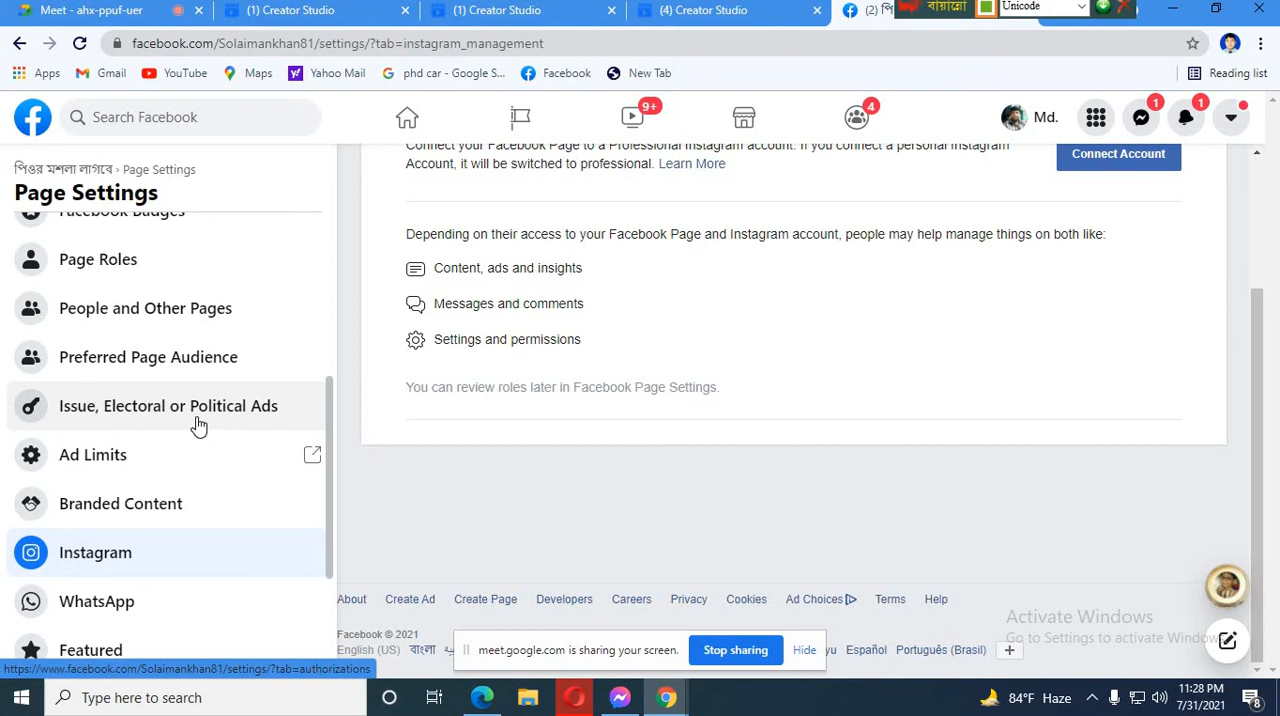 Meet - ahx-ppuf-uer
(1) Creator Studio
(1) Creator Studio
(4) Creator Studio
বায়ান্নো
Unicode
facebook.com/Solaimankhan81/settings/?tab=instagram_management
Apps Gmail YouTube Maps Yahoo Mail phd car - Google S... Facebook New Tab Reading list
Search Facebook
9+
4
Md.
1
1
Connect your Facebook Page to a Professional Instagram account. If you connect a personal Instagram
Account, it will be switched to professional. Learn More
Connect Account
পিওর মশলা লাগবে › Page Settings
Page Settings
Facebook Badges
Page Roles
People and Other Pages
Preferred Page Audience
Issue, Electoral or Political Ads
Ad Limits
Branded Content
Instagram
WhatsApp
Featured
Depending on their access to your Facebook Page and Instagram account, people may help manage things on both like:
Content, ads and insights
Messages and comments
Settings and permissions
You can review roles later in Facebook Page Settings.
About Create Ad Create Page Developers Careers Privacy Cookies Ad Choices Terms Help
Activate Windows
Go to Settings to activate Windows
Facebook © 2021
English (US) বাংলা Español Português (Brasil)
meet.google.com is sharing your screen. Stop sharing Hide
https://www.facebook.com/Solaimankhan81/settings/?tab=authorizations
Type here to search
84°F Haze
11:28 PM
7/31/2021
8